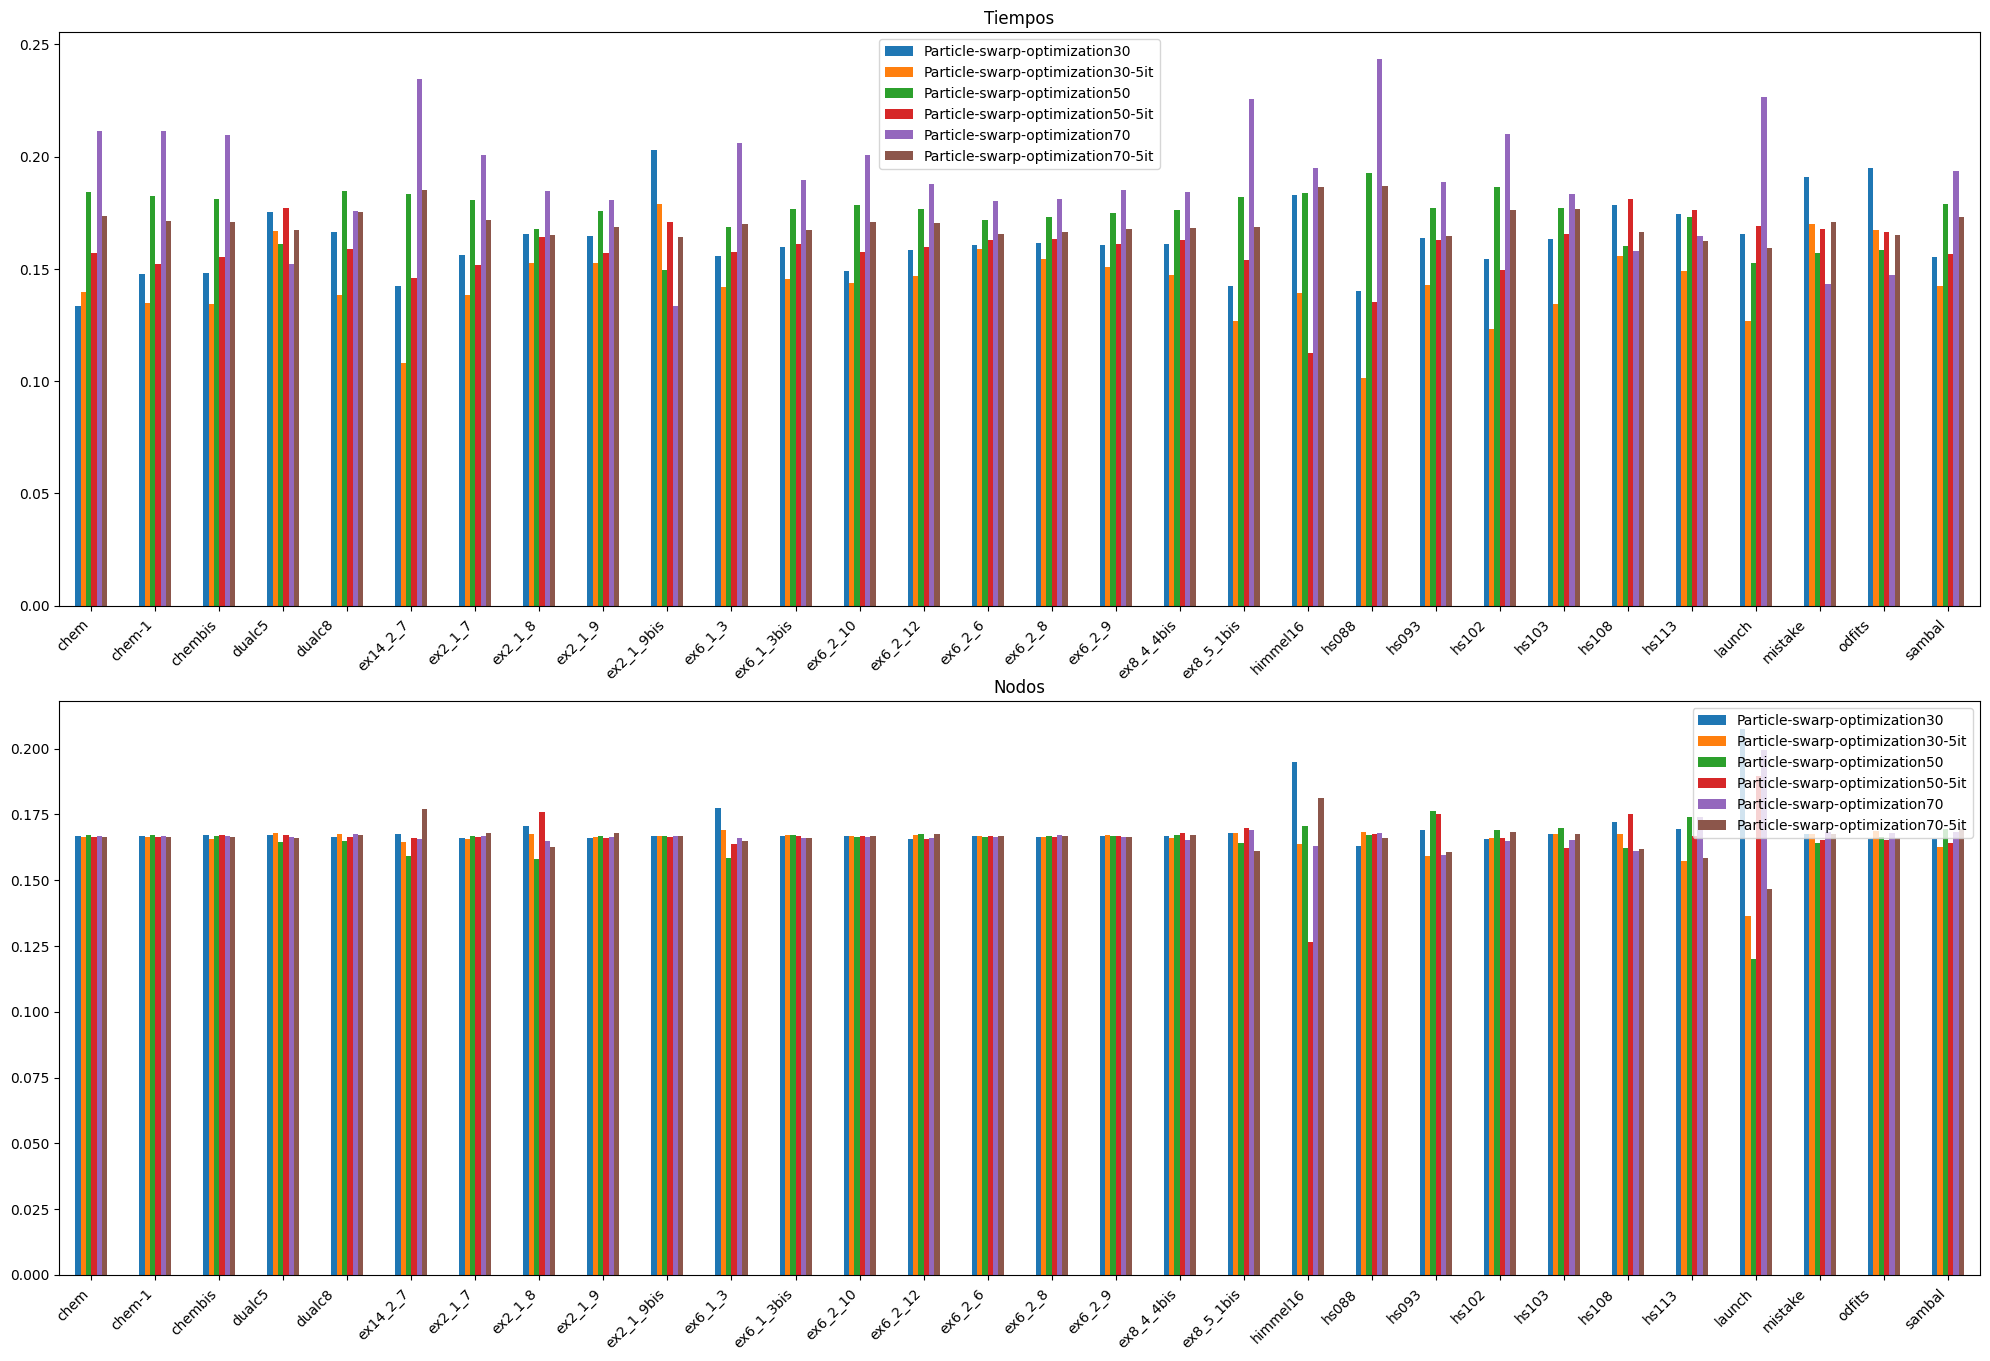 Tiempos
0.25
0.20
0.15
0.10
0.05
0.00
Particle-swarp-optimization30
Particle-swarp-optimization30-5it
Particle-swarp-optimization50
Particle-swarp-optimization50-5it
Particle-swarp-optimization70
Particle-swarp-optimization70-5it
chem
chem-1
chembis
dualc5
dualc8
ex14_2_7
ex2_1_7
ex2_1_8
ex2_1_9
ex2_1_9bis
ex6_1_3
ex6_1_3bis
ex6_2_10
ex6_2_12
ex6_2_6
ex6_2_8
ex6_2_9
ex8_4_4bis
ex8_5_1bis
himmel16
hs088
hs093
hs102
hs103
hs108
hs113
launch
mistake
odfits
sambal
Nodos
0.200
0.175
0.150
0.125
0.100
0.075
0.050
0.025
0.000
Particle-swarp-optimization30
Particle-swarp-optimization30-5it
Particle-swarp-optimization50
Particle-swarp-optimization50-5it
Particle-swarp-optimization70
Particle-swarp-optimization70-5it
chem
chem-1
chembis
dualc5
dualc8
ex14_2_7
ex2_1_7
ex2_1_8
ex2_1_9
ex2_1_9bis
ex6_1_3
ex6_1_3bis
ex6_2_10
ex6_2_12
ex6_2_6
ex6_2_8
ex6_2_9
ex8_4_4bis
ex8_5_1bis
himmel16
hs088
hs093
hs102
hs103
hs108
hs113
launch
mistake
odfits
sambal